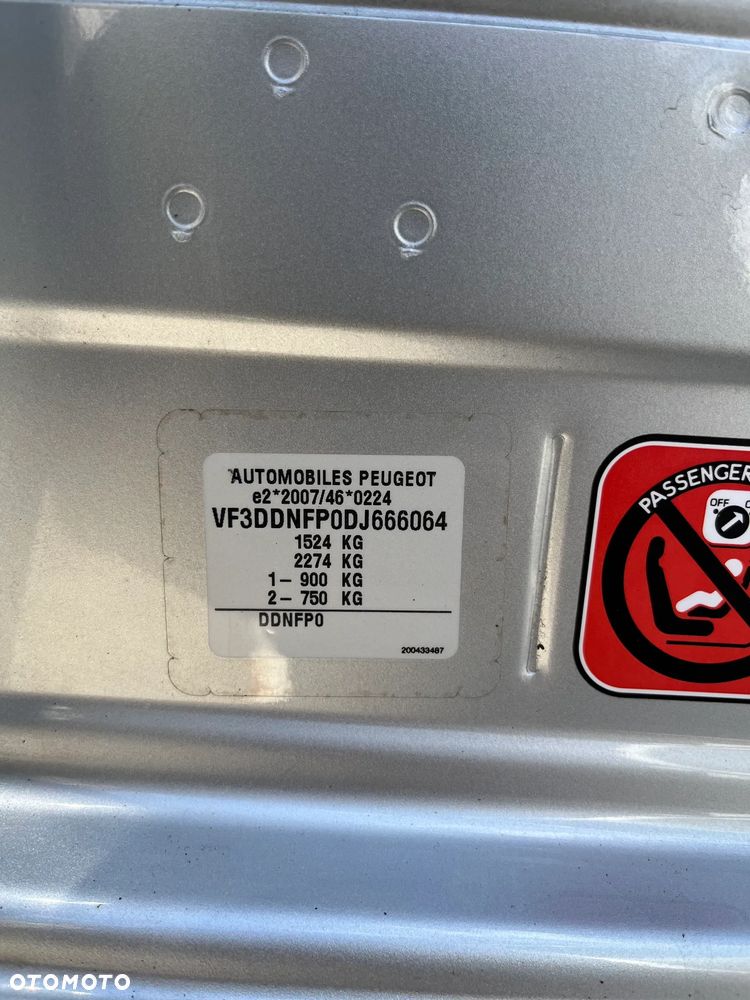 AUTOMOBILES PEUGEOT
e2*2007/46*0224
VF3DDNFP0DJ666064
1524 KG
2274 KG
1- 900 KG
2- 750 KG
DDNFP0
200433487
PASSENGER
OFF
OTOMOTO